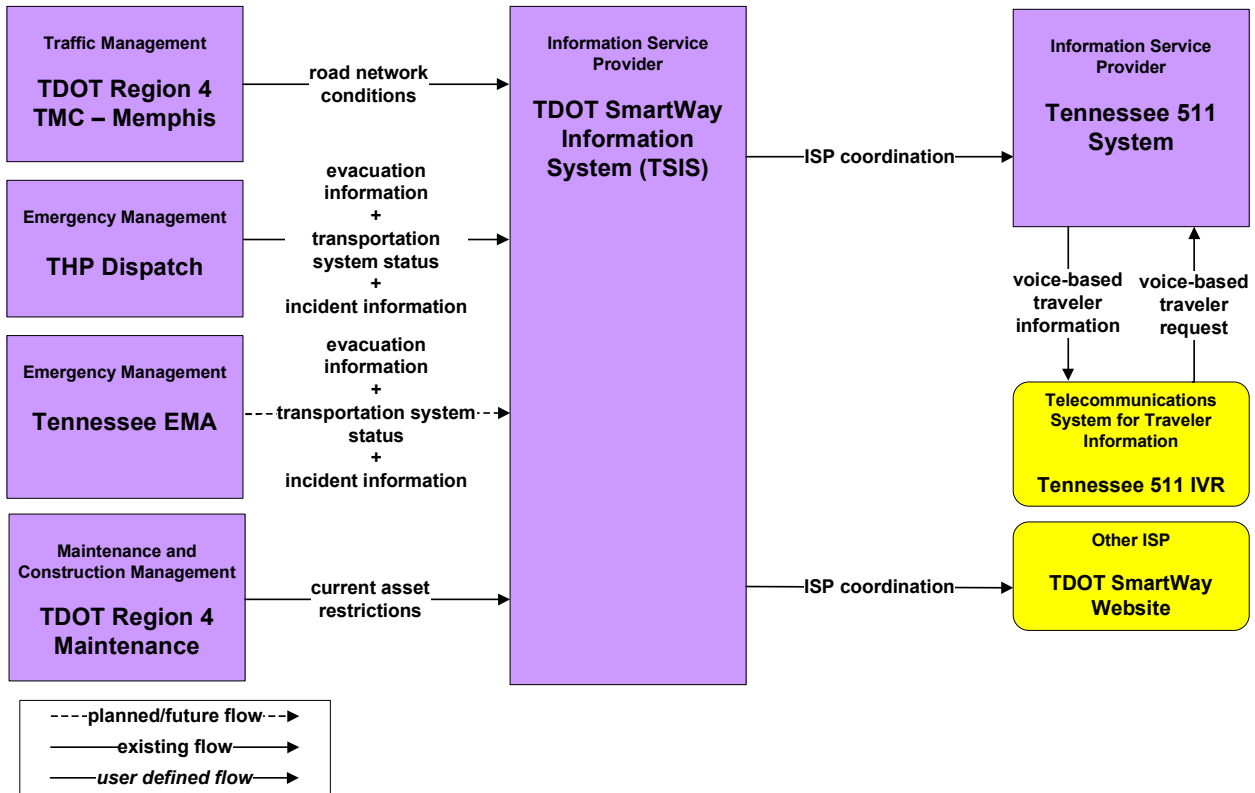 Traffic Management
TDOT Region 4
TMC – Memphis
road network
conditions
Information Service
Provider
TDOT SmartWay
Information
System (TSIS)
ISP coordination
Information Service
Provider
Tennessee 511
System
Emergency Management
THP Dispatch
evacuation
information
+
transportation
system status
+
incident information
voice-based
traveler
information
voice-based
traveler
request
Emergency Management
Tennessee EMA
evacuation
information
+
transportation system
status
+
incident information
Telecommunications
System for Traveler
Information
Tennessee 511 IVR
Maintenance and
Construction Management
TDOT Region 4
Maintenance
current asset
restrictions
ISP coordination
Other ISP
TDOT SmartWay
Website
planned/future flow
existing flow
user defined flow